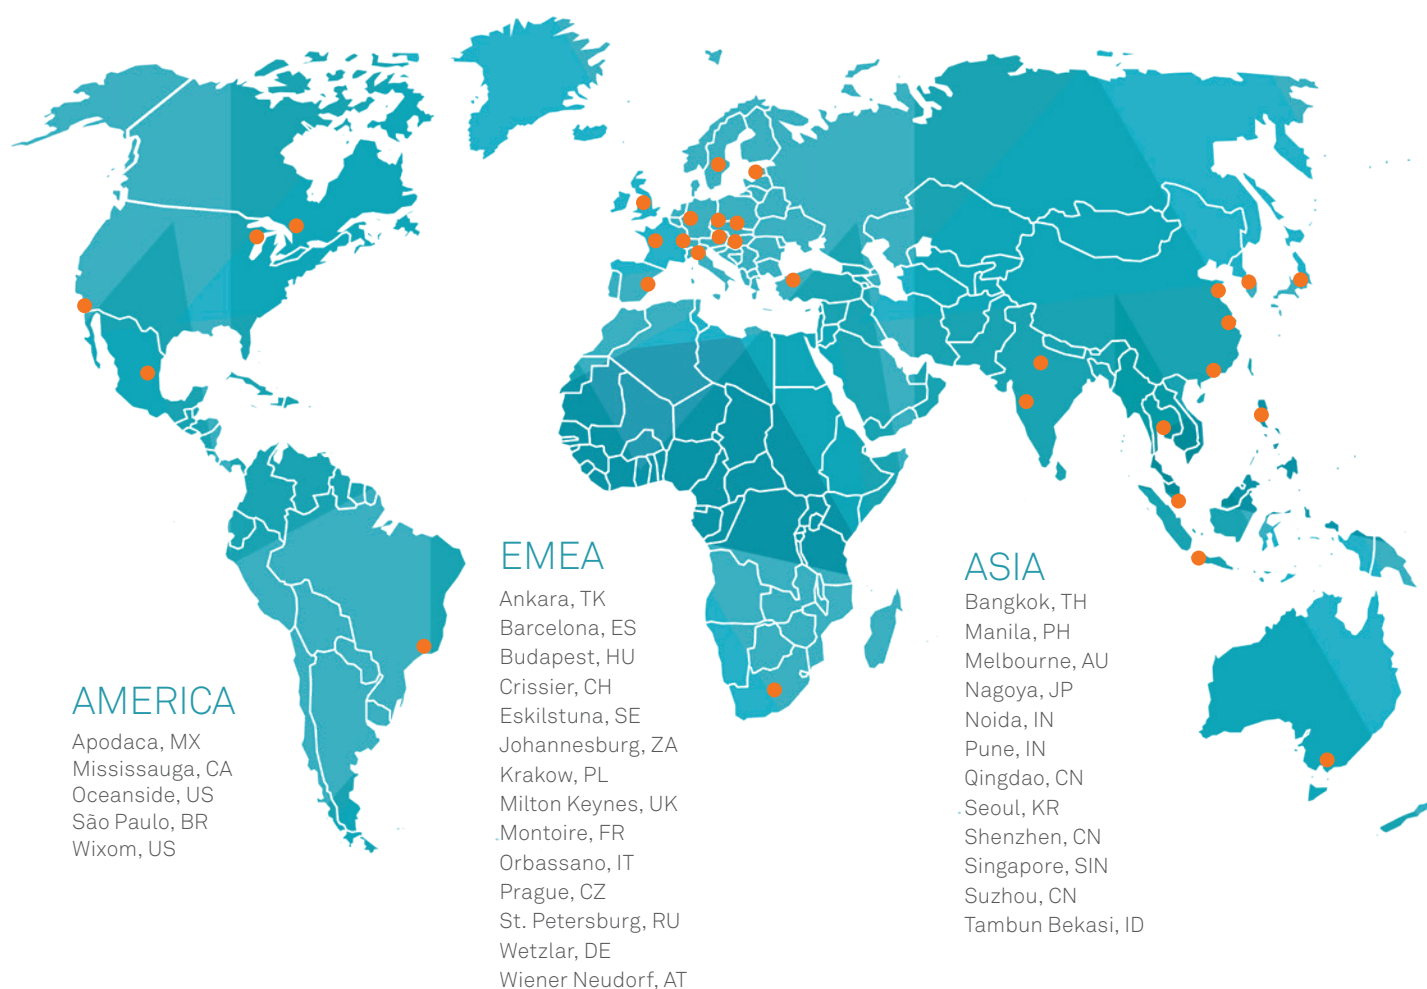 AMERICA
Apodaca, MX
Mississauga, CA
Oceanside, US
São Paulo, BR
Wixom, US
EMEA
Ankara, TK
Barcelona, ES
Budapest, HU
Crissier, CH
Eskilstuna, SE
Johannesburg, ZA
Krakow, PL
Milton Keynes, UK
Montoire, FR
Orbassano, IT
Prague, CZ
St. Petersburg, RU
Wetzlar, DE
Wiener Neudorf, AT
ASIA
Bangkok, TH
Manila, PH
Melbourne, AU
Nagoya, JP
Noida, IN
Pune, IN
Qingdao, CN
Seoul, KR
Shenzhen, CN
Singapore, SIN
Suzhou, CN
Tambun Bekasi, ID